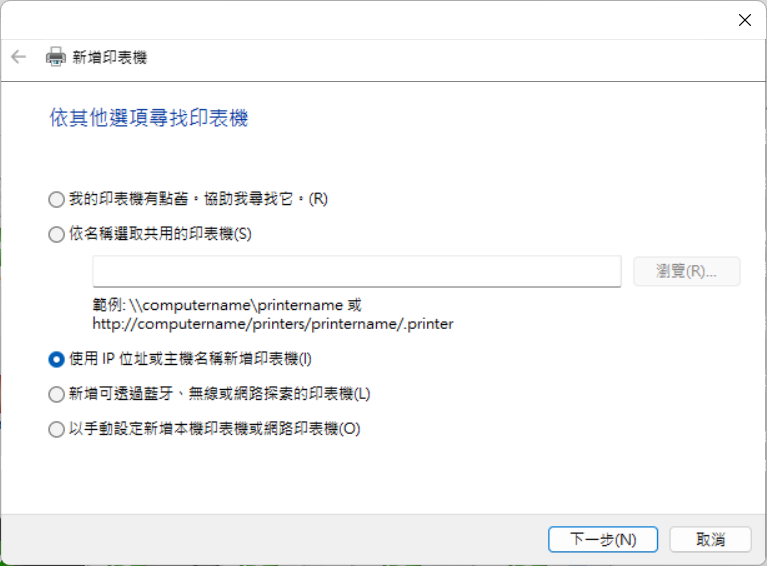 新增印表機
依其他選項尋找印表機
我的印表機有點舊。協助我尋找它。(R)
依名稱選取共用的印表機(S)
瀏覽(R)...
範例: \\computername\printername 或
http://computername/printers/printername/.printer
使用 IP 位址或主機名稱新增印表機(I)
新增可透過藍牙、無線或網路探索的印表機(L)
以手動設定新增本機印表機或網路印表機(O)
下一步(N)
取消